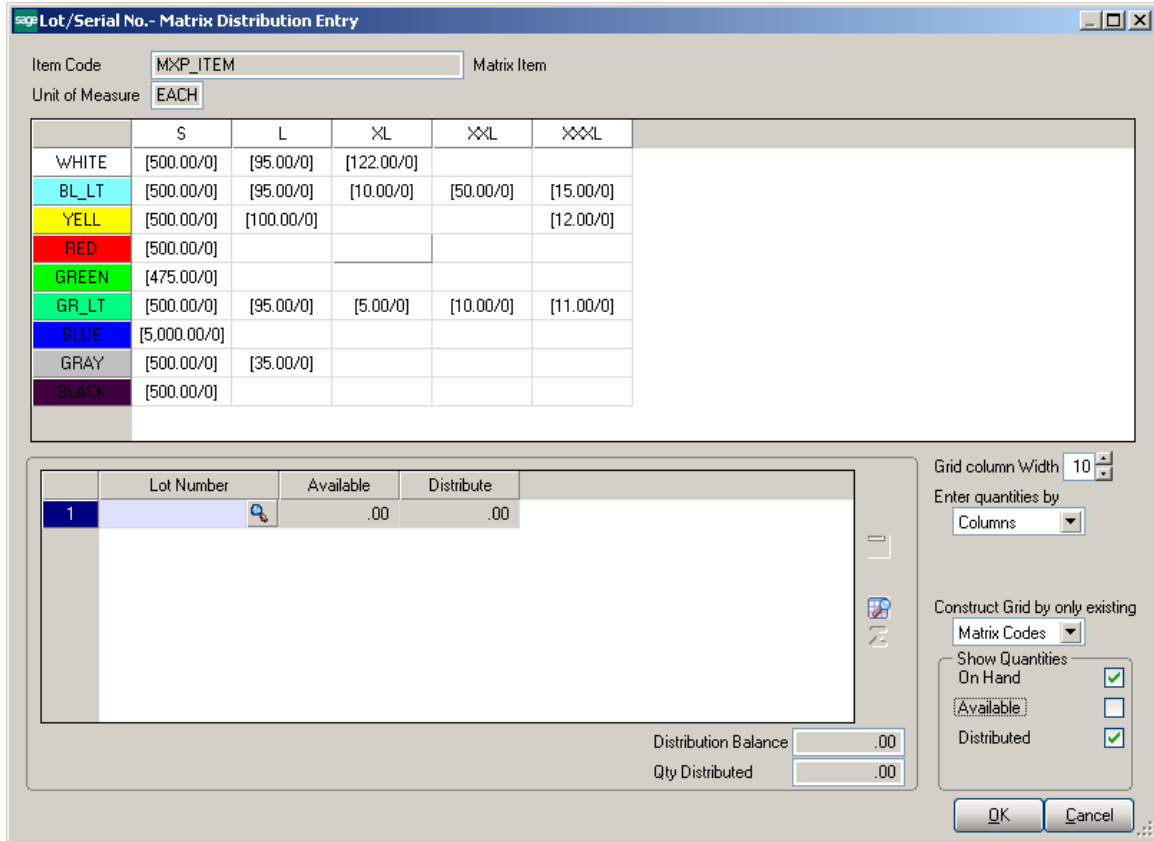 sage Lot/Serial No.- Matrix Distribution Entry
Item Code MXP_ITEM Matrix Item
Unit of Measure EACH
S L XL XXL XXXL
WHITE [500.00/0] [95.00/0] [122.00/0]
BL_LT [500.00/0] [95.00/0] [10.00/0] [50.00/0] [15.00/0]
YELL [500.00/0] [100.00/0] [12.00/0]
RED [500.00/0]
GREEN [475.00/0]
GR_LT [500.00/0] [95.00/0] [5.00/0] [10.00/0] [11.00/0]
BLUE [5,000.00/0]
GRAY [500.00/0] [35.00/0]
BLACK [500.00/0]
Lot Number Available Distribute
1 .00 .00
Distribution Balance .00
Qty Distributed .00
Grid column Width 10
Enter quantities by
Columns
Construct Grid by only existing
Matrix Codes
Show Quantities
On Hand
Available
Distributed
OK Cancel